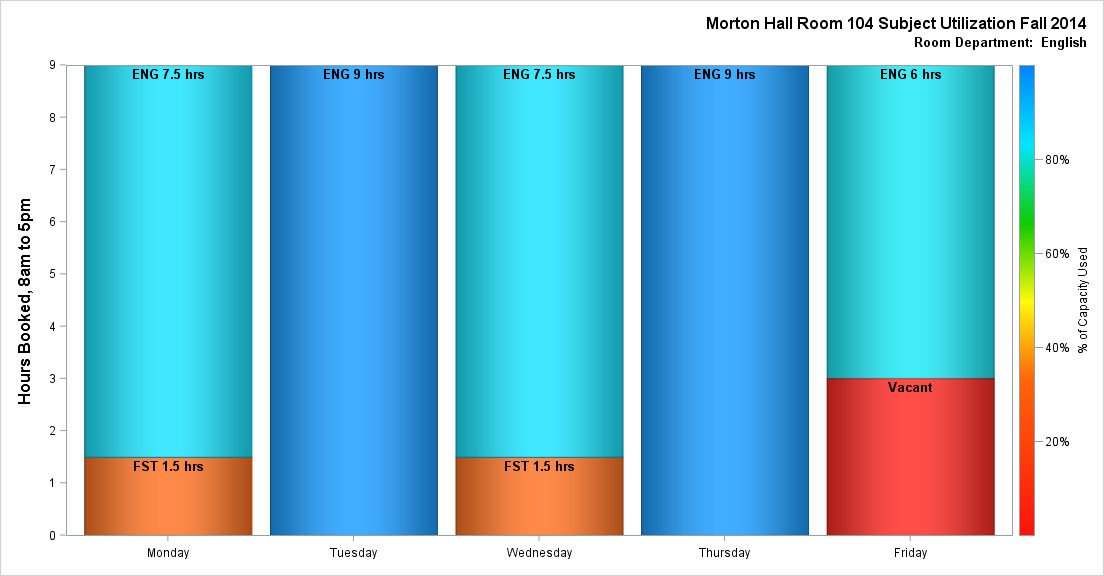 Morton Hall Room 104 Subject Utilization Fall 2014
Room Department:  English
Hours Booked, 8am to 5pm
9
8
7
6
5
4
3
2
1
0
ENG 7.5 hrs
FST 1.5 hrs
ENG 9 hrs
ENG 7.5 hrs
FST 1.5 hrs
ENG 9 hrs
ENG 6 hrs
Vacant
Monday
Tuesday
Wednesday
Thursday
Friday
80%
60%
40%
20%
% of Capacity Used